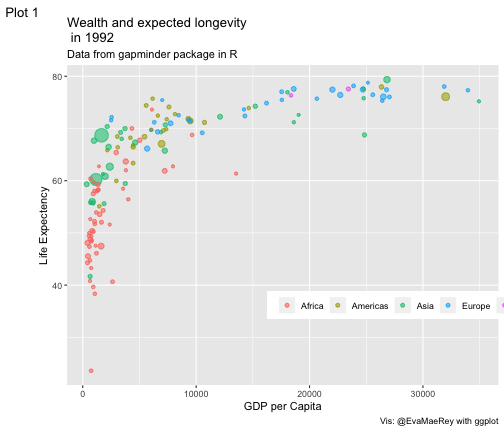 Plot 1
Wealth and expected longevity
in 1992
Data from gapminder package in R
Life Expectency
80
60
40
Africa Americas Asia Europe
0 10000 20000 30000
GDP per Capita
Vis: @EvaMaeRey with ggplot